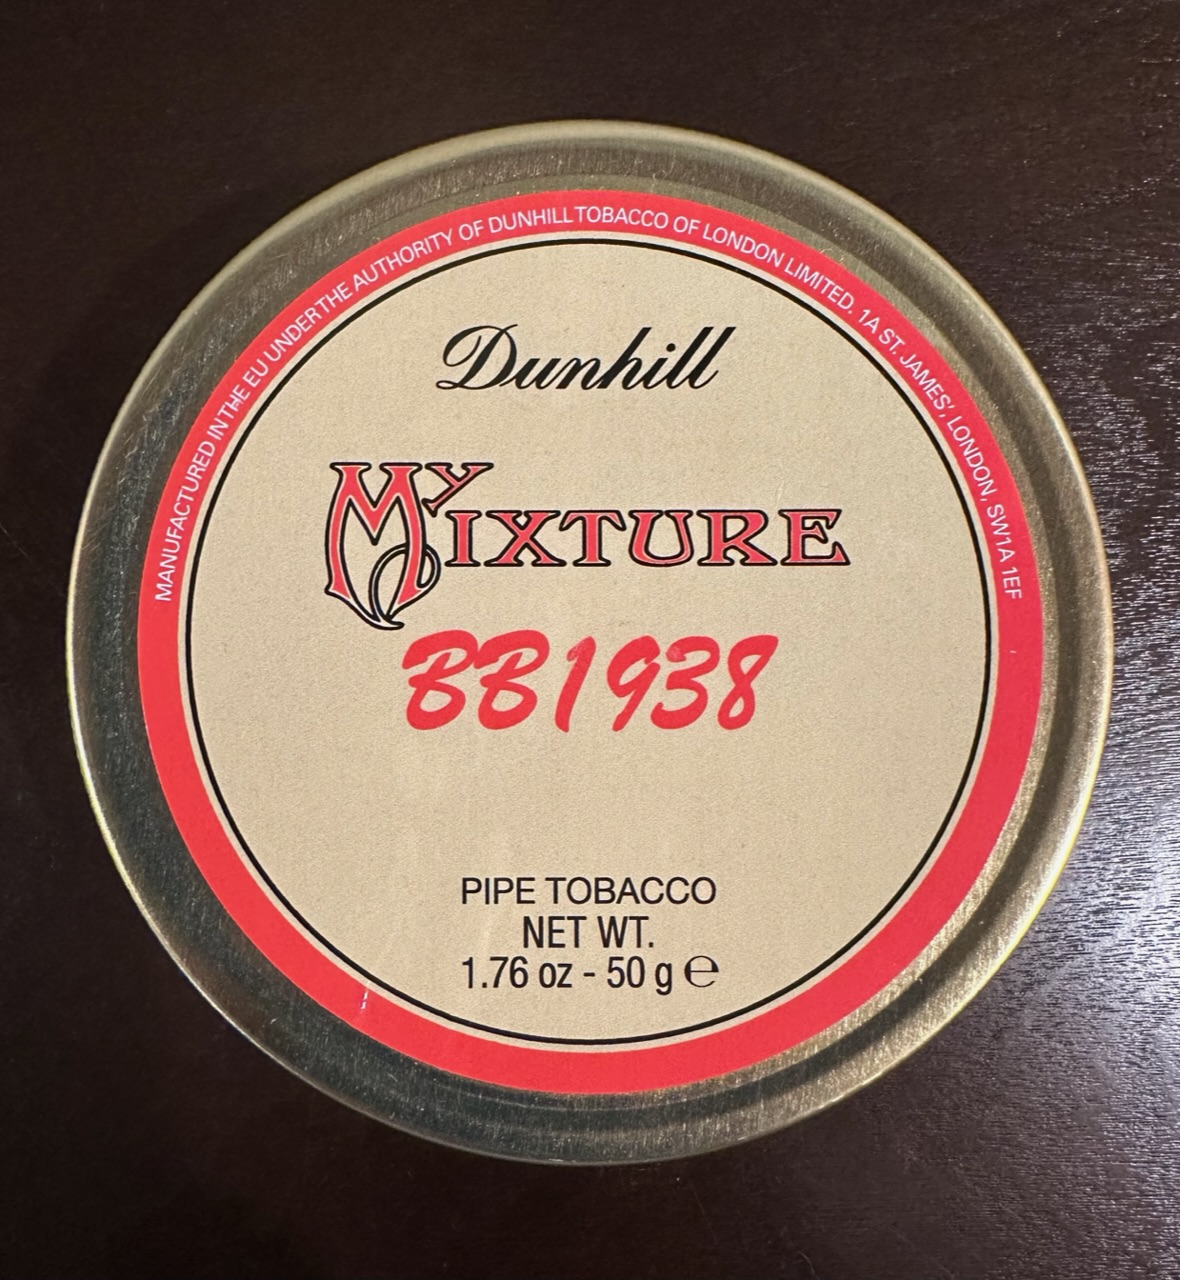 MANUFACTURED IN THE EU UNDER THE AUTHORITY OF DUNHILL TOBACCO OF LONDON LIMITED. 1A ST. JAMES', LONDON, SW1A 1EF
Dunhill
MY MIXTURE
BB1938
PIPE TOBACCO
NET WT.
1.76 oz - 50 g ℮